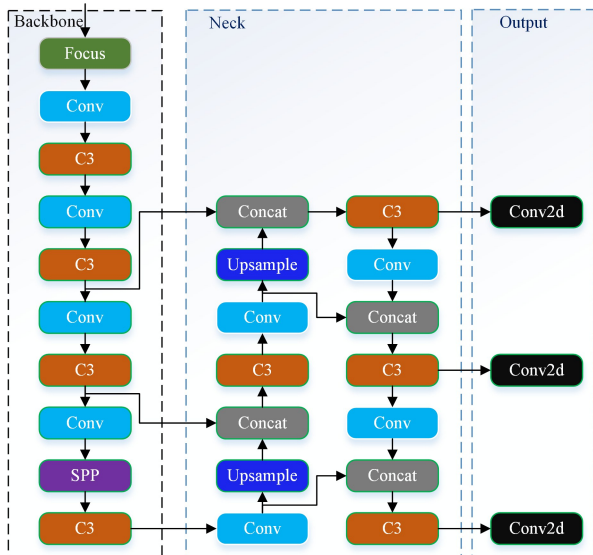 Backbone
Neck
Output
Focus
Conv
C3
Conv
C3
Conv
C3
Conv
SPP
C3
Concat
Upsample
Conv
C3
Concat
Upsample
Conv
C3
Conv
Concat
C3
Conv
Concat
C3
Conv2d
Conv2d
Conv2d